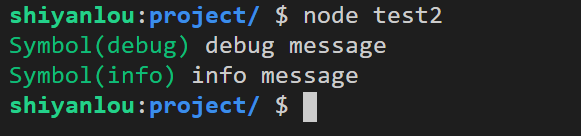 shiyanlou:project/ $ node test2
Symbol(debug) debug message
Symbol(info) info message
shiyanlou:project/ $